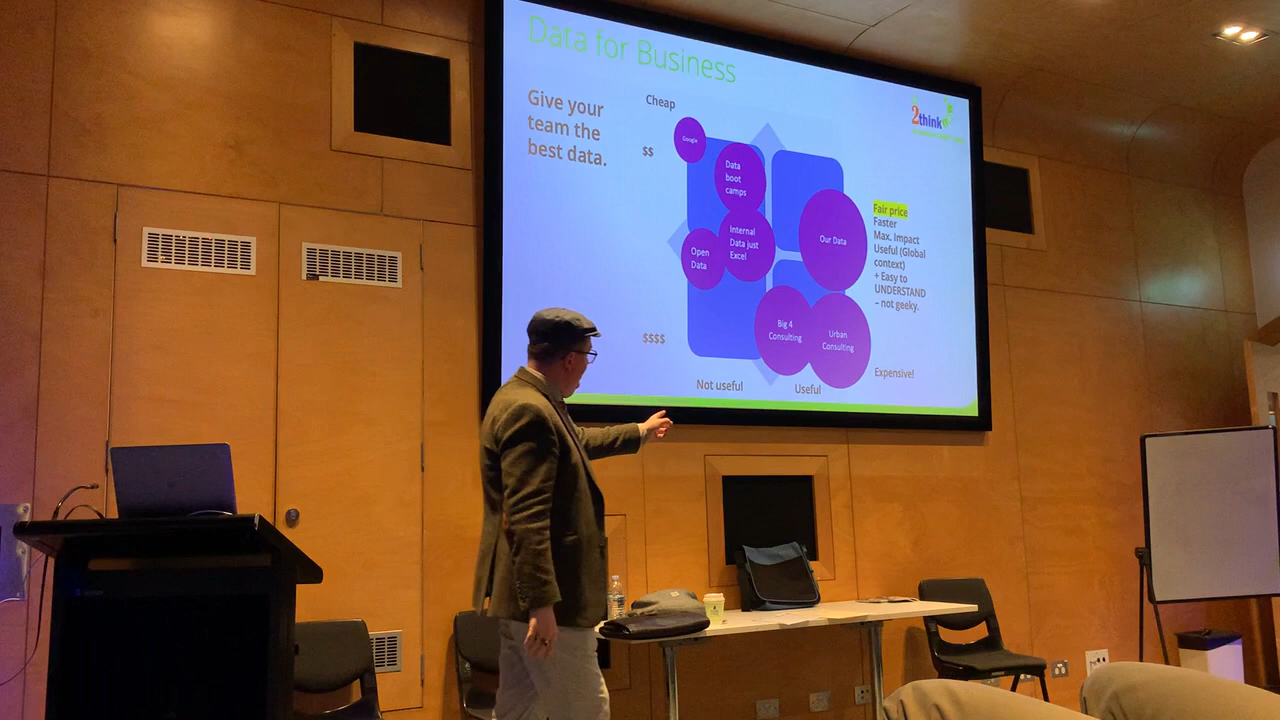 Data for Business
Give your
team the
best data.
Cheap
$$
$$$$
Google
Data
boot
camps
Internal
Data just
Excel
Open
Data
Our Data
Big 4
Consulting
Urban
Consulting
Not useful
Useful
Expensive!
2think
Fair price
Faster
Max. Impact
Useful (Global
context)
+ Easy to
UNDERSTAND
– not geeky.